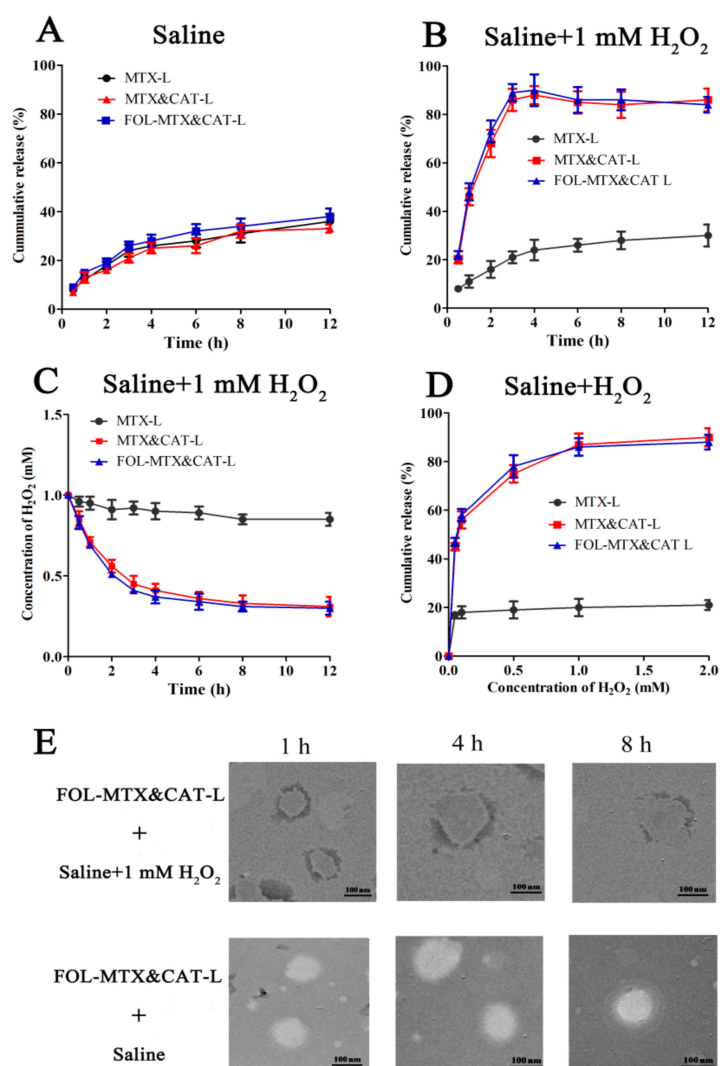 A
Saline
MTX-L
MTX&CAT-L
FOL-MTX&CAT-L
Cummulative release (%)
100
80
60
40
20
0
0 2 4 6 8 10 12
Time (h)
B
Saline+1 mM H₂O₂
MTX-L
MTX&CAT-L
FOL-MTX&CAT L
Cumulative release (%)
100
80
60
40
20
0
0 2 4 6 8 10 12
Time (h)
C
Saline+1 mM H₂O₂
MTX-L
MTX&CAT-L
FOL-MTX&CAT-L
Concentration of H₂O₂ (mM)
1.5
1.0
0.5
0.0
0 2 4 6 8 10 12
Time (h)
D
Saline+H₂O₂
MTX-L
MTX&CAT-L
FOL-MTX&CAT L
Cumulative release (%)
100
80
60
40
20
0
0.0 0.5 1.0 1.5 2.0
Concentration of H₂O₂ (mM)
E
1 h 4 h 8 h
FOL-MTX&CAT-L
+
Saline+1 mM H₂O₂
100 nm 100 nm 100 nm
FOL-MTX&CAT-L
+
Saline
100 nm 100 nm 100 nm